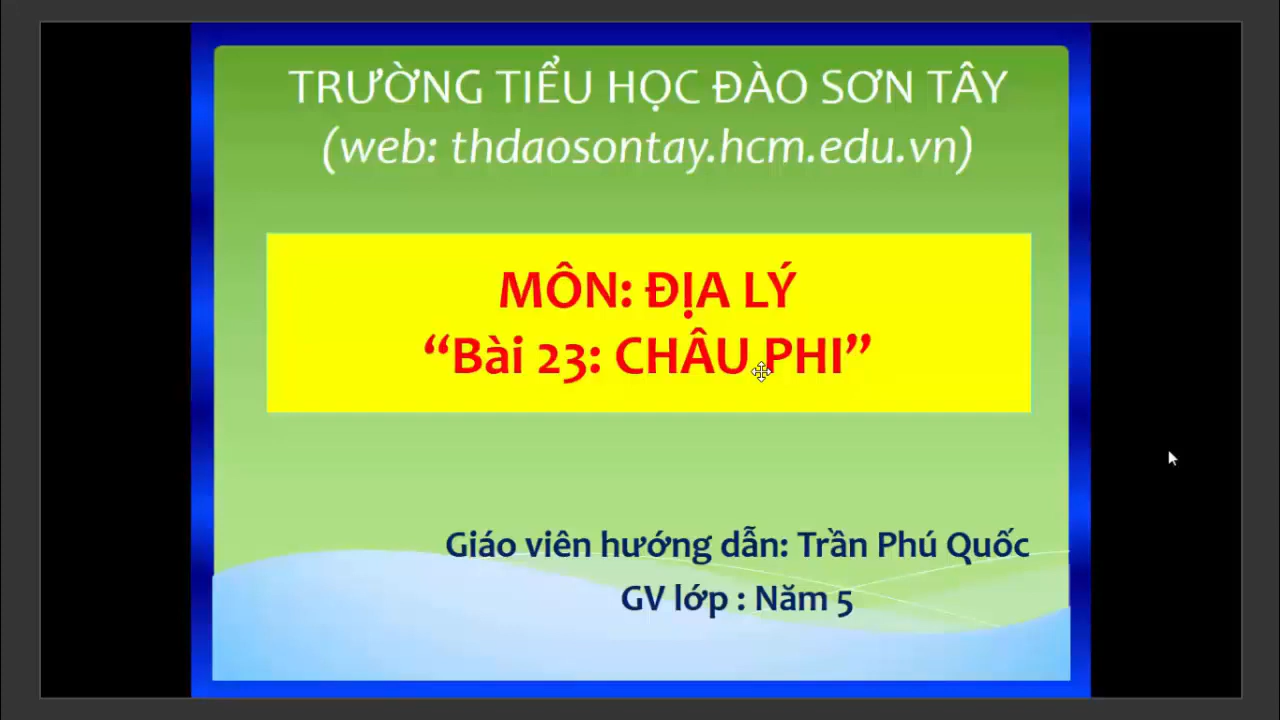 TRƯỜNG TIỂU HỌC ĐÀO SƠN TÂY
(web: thdaosontay.hcm.edu.vn)
MÔN: ĐỊA LÝ
“Bài 23: CHÂU PHI”
Giáo viên hướng dẫn: Trần Phú Quốc
GV lớp : Năm 5